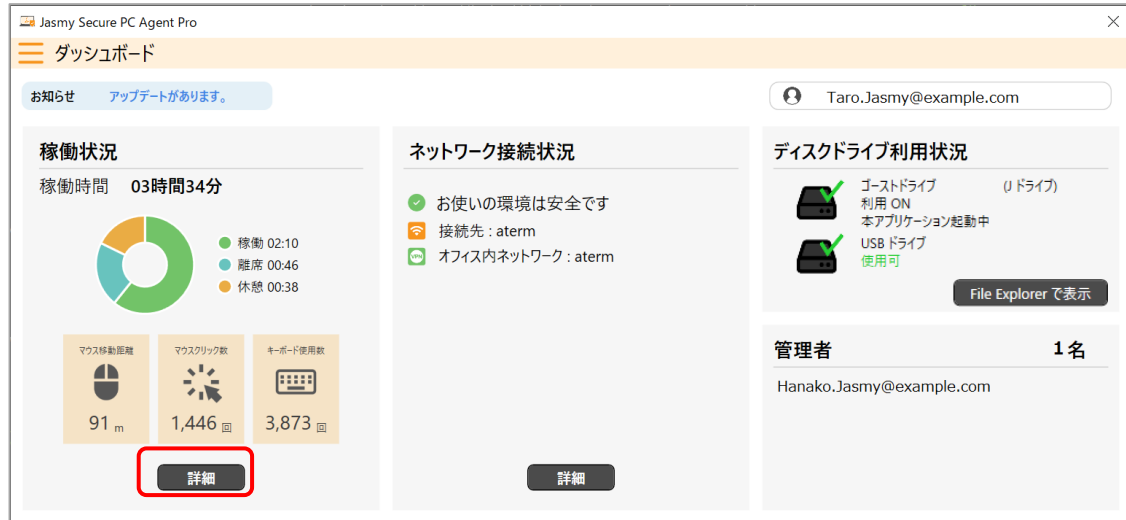 Jasmy Secure PC Agent Pro
ダッシュボード
お知らせ アップデートがあります。
Taro.Jasmy@example.com
稼働状況
稼働時間 03時間34分
稼働 02:10
離席 00:46
休憩 00:38
マウス移動距離
91 m
マウスクリック数
1,446 回
キーボード使用数
3,873 回
詳細
ネットワーク接続状況
お使いの環境は安全です
接続先 : aterm
VPN オフィス内ネットワーク : aterm
詳細
ディスクドライブ利用状況
ゴーストドライブ (J ドライブ)
利用 ON
本アプリケーション起動中
USB ドライブ
使用可
File Explorer で表示
管理者 1名
Hanako.Jasmy@example.com